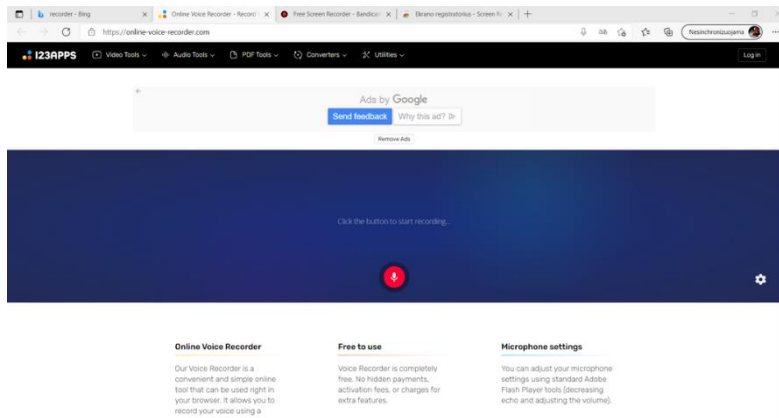 recorder - Bing
Online Voice Recorder - Record
Free Screen Recorder - Bandica
Ekrano registratorius - Screen
https://online-voice-recorder.com
Nesinchronizuojama
123APPS
Video Tools
Audio Tools
PDF Tools
Converters
Utilities
Log in
Ads by Google
Send feedback
Why this ad?
Remove Ads
Click the button to start recording...
Online Voice Recorder
Our Voice Recorder is a
convenient and simple online
tool that can be used right in
your browser. It allows you to
record your voice using a
Free to use
Voice Recorder is completely
free. No hidden payments,
activation fees, or charges for
extra features.
Microphone settings
You can adjust your microphone
settings using standard Adobe
Flash Player tools (decreasing
echo and adjusting the volume).